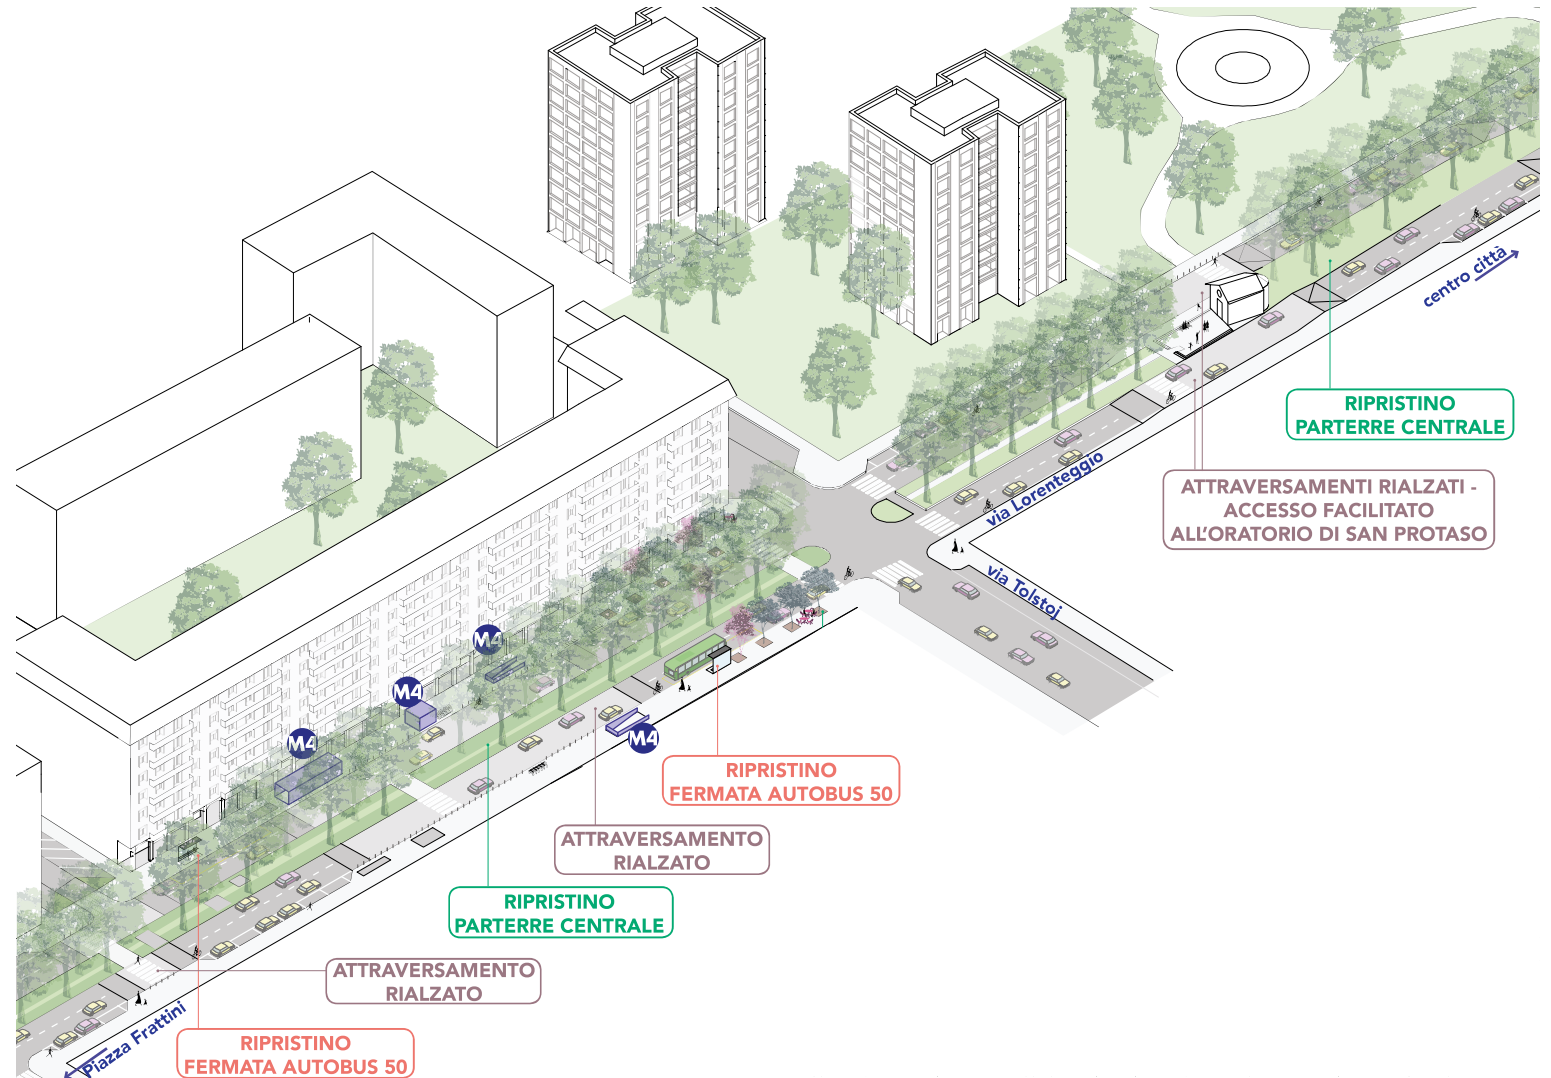 centro città
RIPRISTINO
PARTERRE CENTRALE
via Lorenteggio
ATTRAVERSAMENTI RIALZATI -
ACCESSO FACILITATO
ALL'ORATORIO DI SAN PROTASO
via Tolstoj
M4
M4
M4
M4
RIPRISTINO
FERMATA AUTOBUS 50
ATTRAVERSAMENTO
RIALZATO
RIPRISTINO
PARTERRE CENTRALE
ATTRAVERSAMENTO
RIALZATO
Piazza Frattini
RIPRISTINO
FERMATA AUTOBUS 50